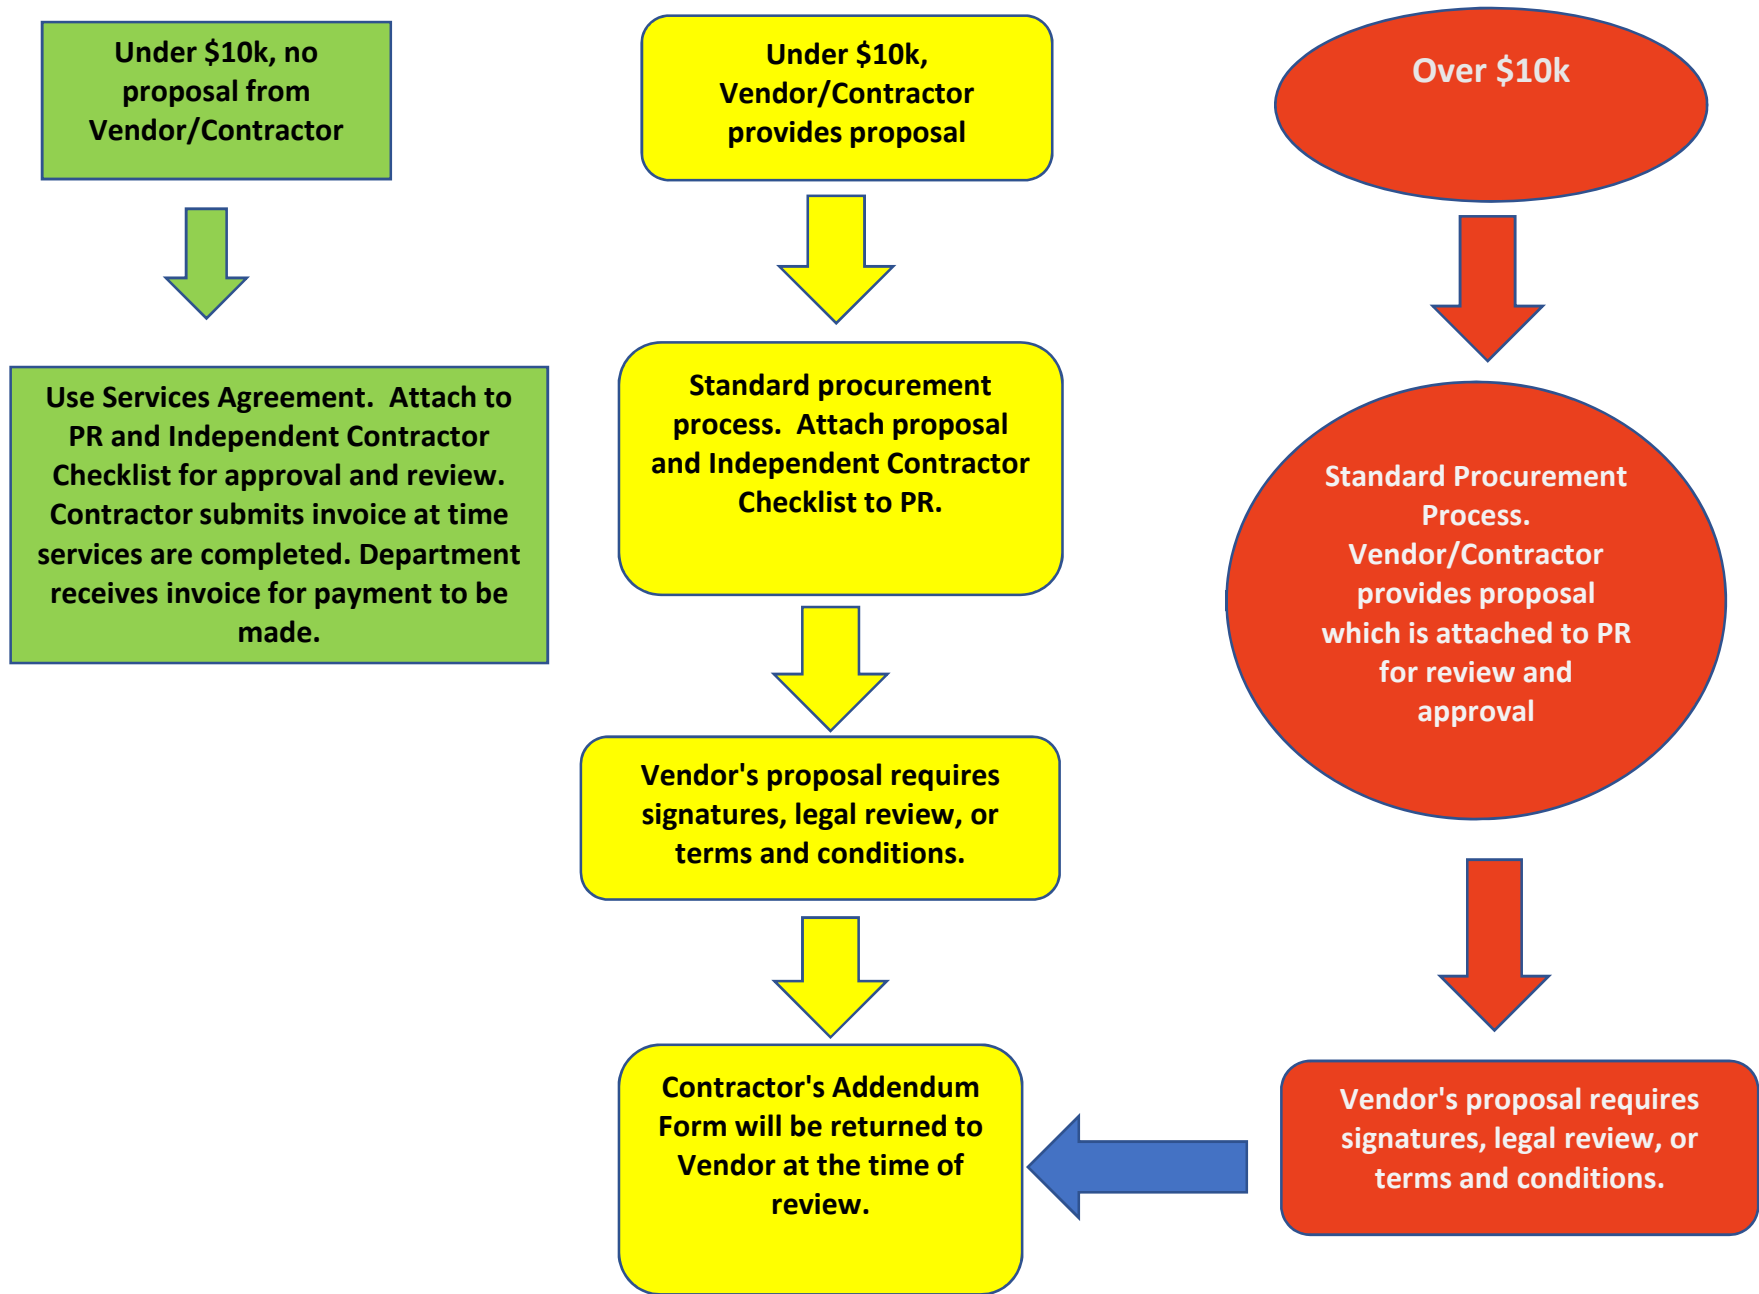 Under $10k, no
proposal from
Vendor/Contractor
Use Services Agreement.  Attach to
PR and Independent Contractor
Checklist for approval and review.
Contractor submits invoice at time
services are completed. Department
receives invoice for payment to be
made.
Under $10k,
Vendor/Contractor
provides proposal
Standard procurement
process.  Attach proposal
and Independent Contractor
Checklist to PR.
Vendor's proposal requires
signatures, legal review, or
terms and conditions.
Contractor's Addendum
Form will be returned to
Vendor at the time of
review.
Over $10k
Standard Procurement
Process.
Vendor/Contractor
provides proposal
which is attached to PR
for review and
approval
Vendor's proposal requires
signatures, legal review, or
terms and conditions.